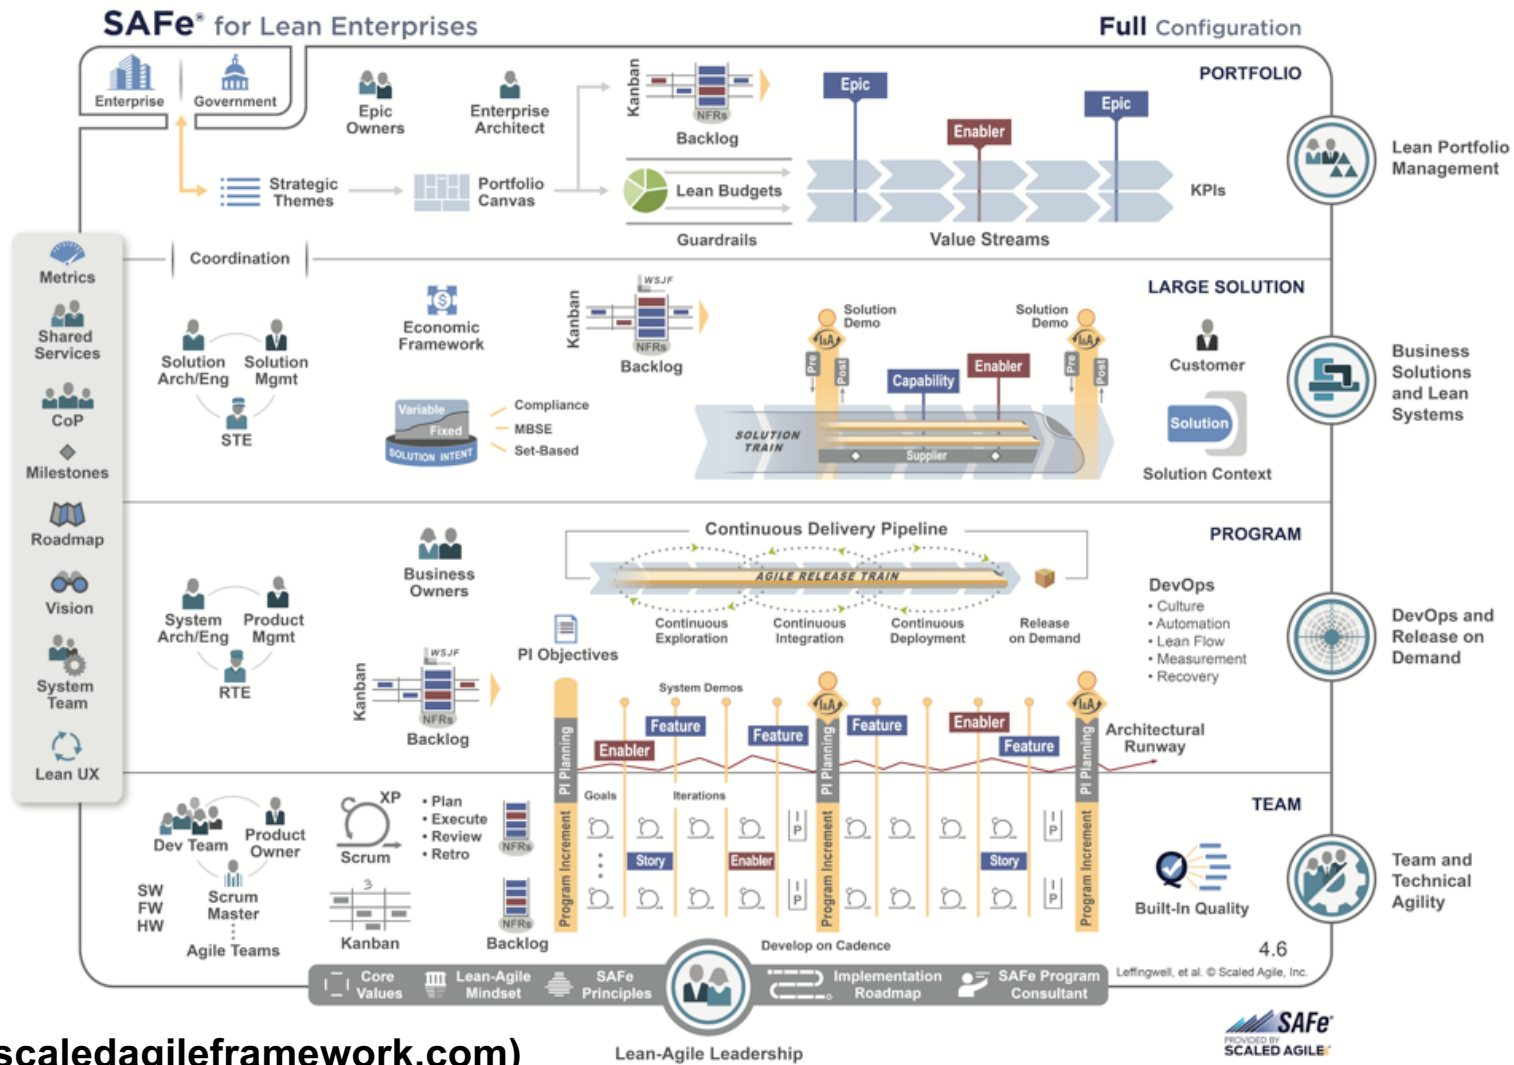 SAFe® for Lean Enterprises
Full Configuration
Enterprise
Government
Epic
Owners
Enterprise
Architect
Kanban
NFRs
Backlog
Epic
Enabler
Epic
PORTFOLIO
Strategic
Themes
Portfolio
Canvas
Lean Budgets
Guardrails
Value Streams
KPIs
Lean Portfolio
Management
Metrics
Shared
Services
CoP
Milestones
Roadmap
Vision
System
Team
Lean UX
Coordination
LARGE SOLUTION
Solution
Arch/Eng
Solution
Mgmt
STE
Economic
Framework
Variable
Fixed
SOLUTION INTENT
Compliance
MBSE
Set-Based
Kanban
WSJF
NFRs
Backlog
Solution
Demo
I&A
Pre
Post
Capability
Enabler
Solution
Demo
I&A
Pre
Post
SOLUTION
TRAIN
Supplier
Customer
Solution
Solution Context
Business
Solutions
and Lean
Systems
PROGRAM
Business
Owners
System
Arch/Eng
Product
Mgmt
RTE
Continuous Delivery Pipeline
AGILE RELEASE TRAIN
Continuous
Exploration
Continuous
Integration
Continuous
Deployment
Release
on Demand
DevOps
• Culture
• Automation
• Lean Flow
• Measurement
• Recovery
DevOps and
Release on
Demand
PI Objectives
Kanban
WSJF
NFRs
Backlog
System Demos
I&A
I&A
Enabler
Feature
Feature
Feature
Enabler
Feature
Architectural
Runway
PI Planning
PI Planning
PI Planning
TEAM
Dev Team
Product
Owner
Scrum
Master
SW
FW
HW
Agile Teams
XP
Scrum
• Plan
• Execute
• Review
• Retro
3
Kanban
NFRs
NFRs
Backlog
Program Increment
Goals
Iterations
Story
Enabler
I P
I P
Program Increment
Story
I P
I P
Program Increment
Develop on Cadence
Built-In Quality
Team and
Technical
Agility
4.6
Leffingwell, et al. © Scaled Agile, Inc.
Core
Values
Lean-Agile
Mindset
SAFe
Principles
Implementation
Roadmap
SAFe Program
Consultant
Lean-Agile Leadership
SAFe®
PROVIDED BY
SCALED AGILE
scaledagileframework.com)